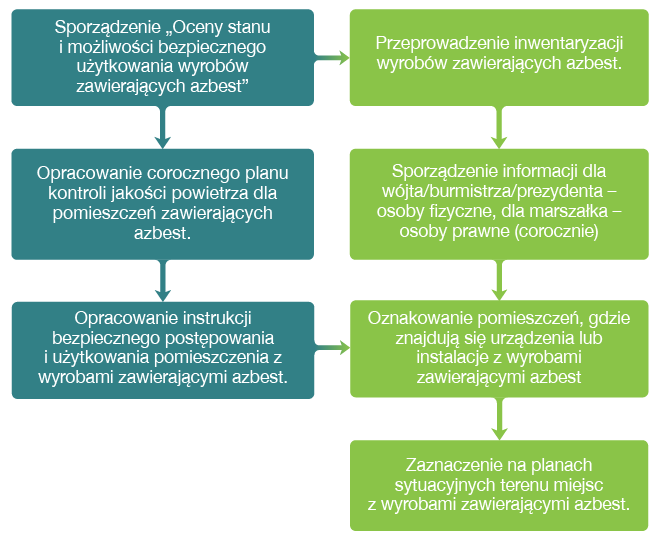 Sporządzenie „Oceny stanu
i możliwości bezpiecznego
użytkowania wyrobów
zawierających azbest”
Przeprowadzenie inwentaryzacji
wyrobów zawierających azbest.
Opracowanie corocznego planu
kontroli jakości powietrza dla
pomieszczeń zawierających
azbest.
Sporządzenie informacji dla
wójta/burmistrza/prezydenta –
osoby fizyczne, dla marszałka –
osoby prawne (corocznie)
Opracowanie instrukcji
bezpiecznego postępowania
i użytkowania pomieszczenia z
wyrobami zawierającymi azbest.
Oznakowanie pomieszczeń, gdzie
znajdują się urządzenia lub
instalacje z wyrobami
zawierającymi azbest
Zaznaczenie na planach
sytuacyjnych terenu miejsc
z wyrobami zawierającymi azbest.